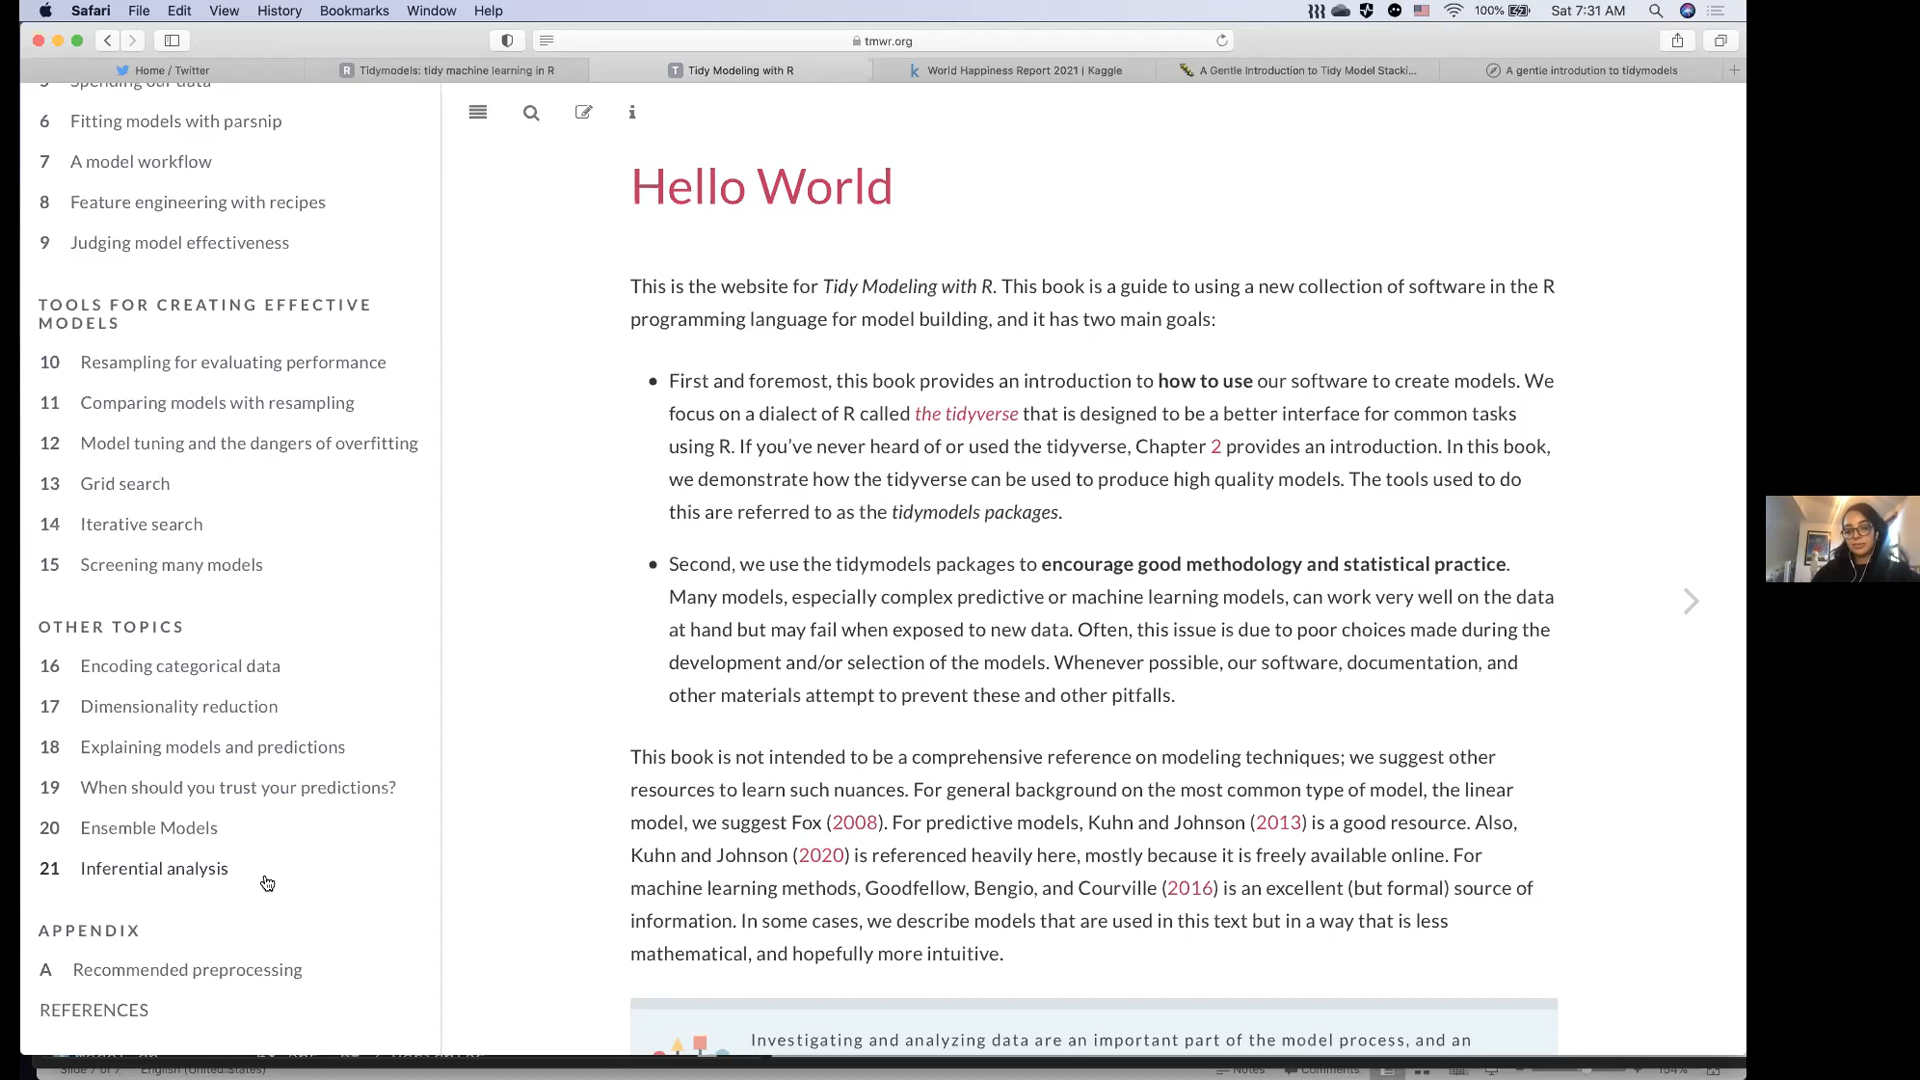 Safari File Edit View History Bookmarks Window Help 100% Sat 7:31 AM
tmwr.org
Home / Twitter Tidymodels: tidy machine learning in R Tidy Modeling with R World Happiness Report 2021 | Kaggle A Gentle Introduction to Tidy Model Stacki... A gentle introdution to tidymodels
5 Spending our data
6 Fitting models with parsnip
7 A model workflow
8 Feature engineering with recipes
9 Judging model effectiveness
TOOLS FOR CREATING EFFECTIVE
MODELS
10 Resampling for evaluating performance
11 Comparing models with resampling
12 Model tuning and the dangers of overfitting
13 Grid search
14 Iterative search
15 Screening many models
OTHER TOPICS
16 Encoding categorical data
17 Dimensionality reduction
18 Explaining models and predictions
19 When should you trust your predictions?
20 Ensemble Models
21 Inferential analysis
APPENDIX
A Recommended preprocessing
REFERENCES
Hello World
This is the website for Tidy Modeling with R. This book is a guide to using a new collection of software in the R
programming language for model building, and it has two main goals:
• First and foremost, this book provides an introduction to how to use our software to create models. We
focus on a dialect of R called the tidyverse that is designed to be a better interface for common tasks
using R. If you've never heard of or used the tidyverse, Chapter 2 provides an introduction. In this book,
we demonstrate how the tidyverse can be used to produce high quality models. The tools used to do
this are referred to as the tidymodels packages.
• Second, we use the tidymodels packages to encourage good methodology and statistical practice.
Many models, especially complex predictive or machine learning models, can work very well on the data
at hand but may fail when exposed to new data. Often, this issue is due to poor choices made during the
development and/or selection of the models. Whenever possible, our software, documentation, and
other materials attempt to prevent these and other pitfalls.
This book is not intended to be a comprehensive reference on modeling techniques; we suggest other
resources to learn such nuances. For general background on the most common type of model, the linear
model, we suggest Fox (2008). For predictive models, Kuhn and Johnson (2013) is a good resource. Also,
Kuhn and Johnson (2020) is referenced heavily here, mostly because it is freely available online. For
machine learning methods, Goodfellow, Bengio, and Courville (2016) is an excellent (but formal) source of
information. In some cases, we describe models that are used in this text but in a way that is less
mathematical, and hopefully more intuitive.
Investigating and analyzing data are an important part of the model process, and an
Slide 7 of 7 English (United States) Notes Comments 154%